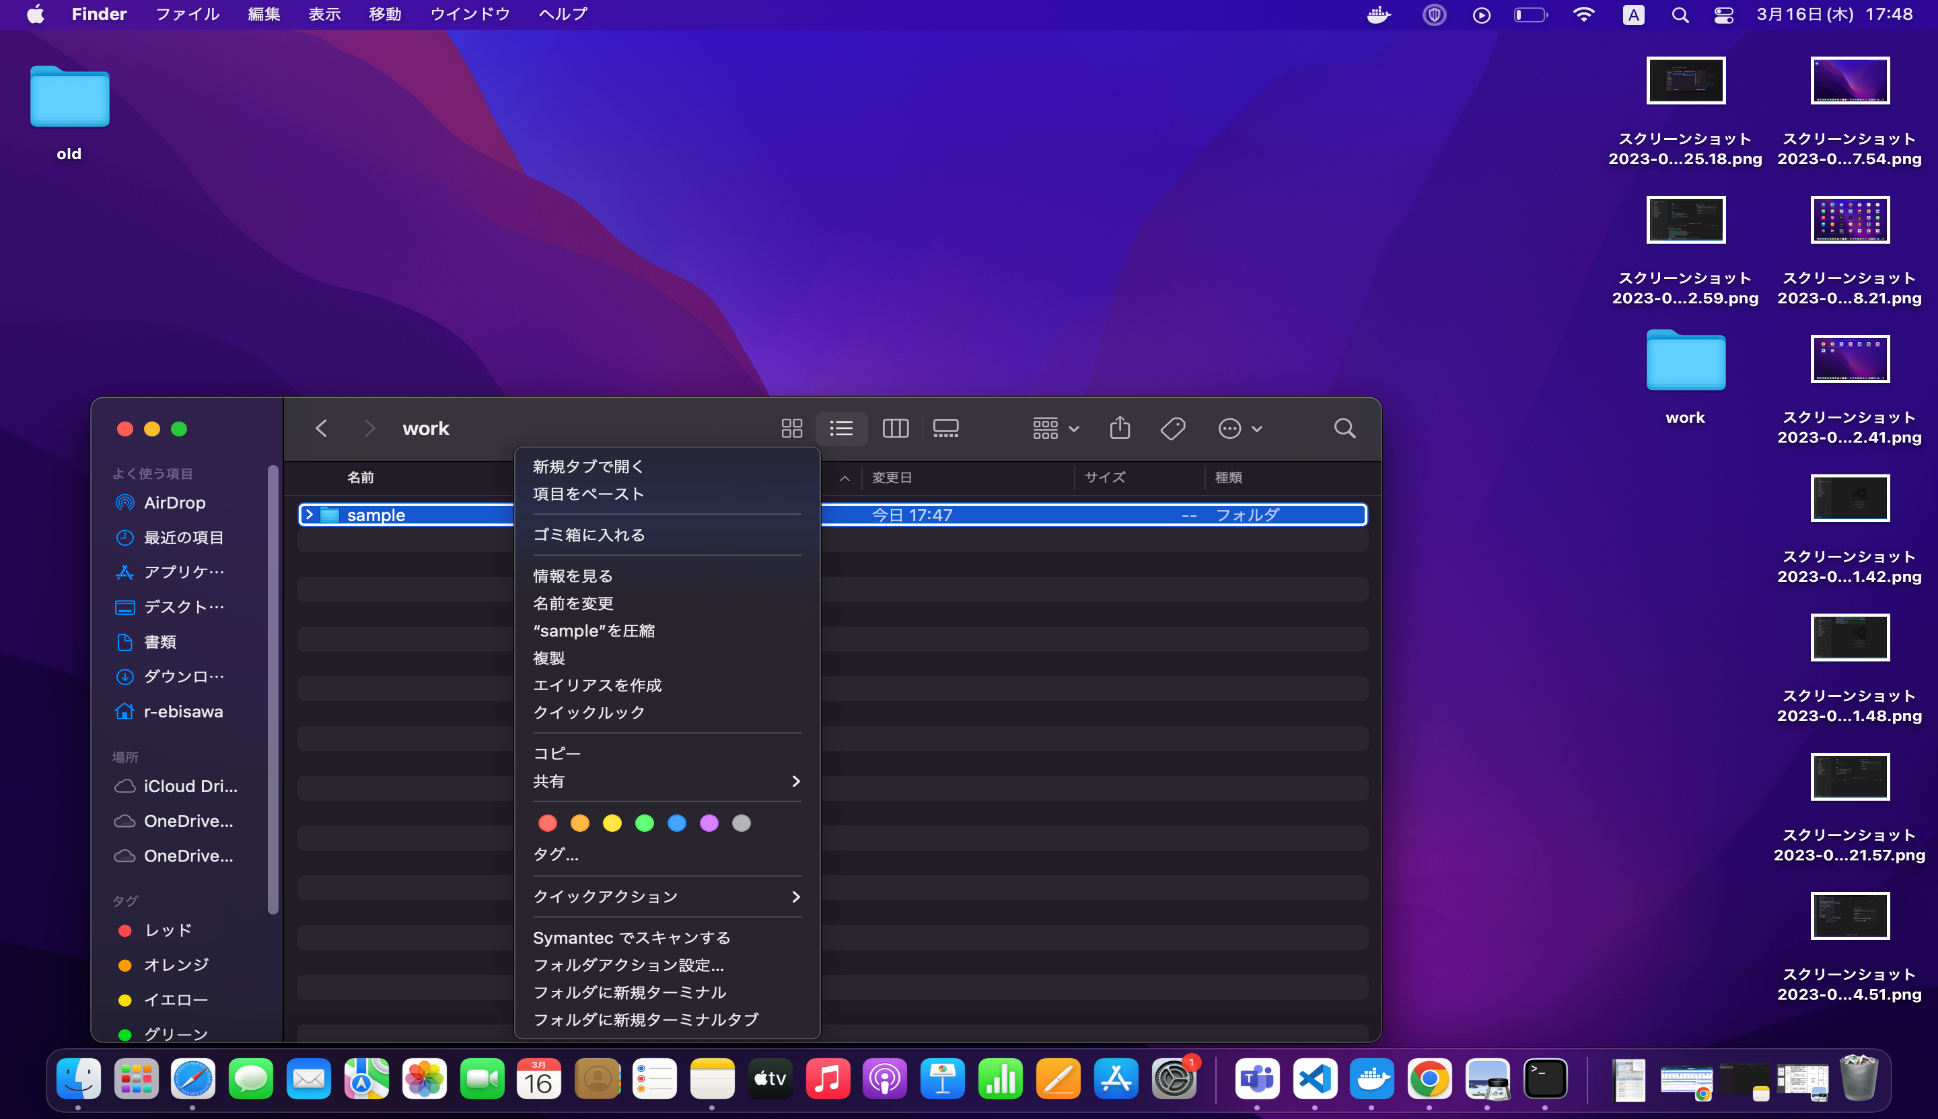 Finder ファイル 編集 表示 移動 ウインドウ ヘルプ
A 3月16日(木) 17:48
old
スクリーンショット
2023-0...25.18.png
スクリーンショット
2023-0...7.54.png
スクリーンショット
2023-0...2.59.png
スクリーンショット
2023-0...8.21.png
work
スクリーンショット
2023-0...2.41.png
スクリーンショット
2023-0...1.42.png
スクリーンショット
2023-0...1.48.png
スクリーンショット
2023-0...21.57.png
スクリーンショット
2023-0...4.51.png
work
よく使う項目
AirDrop
最近の項目
アプリケ…
デスクト…
書類
ダウンロ…
r-ebisawa
場所
iCloud Dri...
OneDrive...
OneDrive...
タグ
レッド
オレンジ
イエロー
グリーン
名前 変更日 サイズ 種類
sample 今日 17:47 -- フォルダ
新規タブで開く
項目をペースト
ゴミ箱に入れる
情報を見る
名前を変更
“sample”を圧縮
複製
エイリアスを作成
クイックルック
コピー
共有
タグ...
クイックアクション
Symantec でスキャンする
フォルダアクション設定...
フォルダに新規ターミナル
フォルダに新規ターミナルタブ
3月
16
tv
1
>_